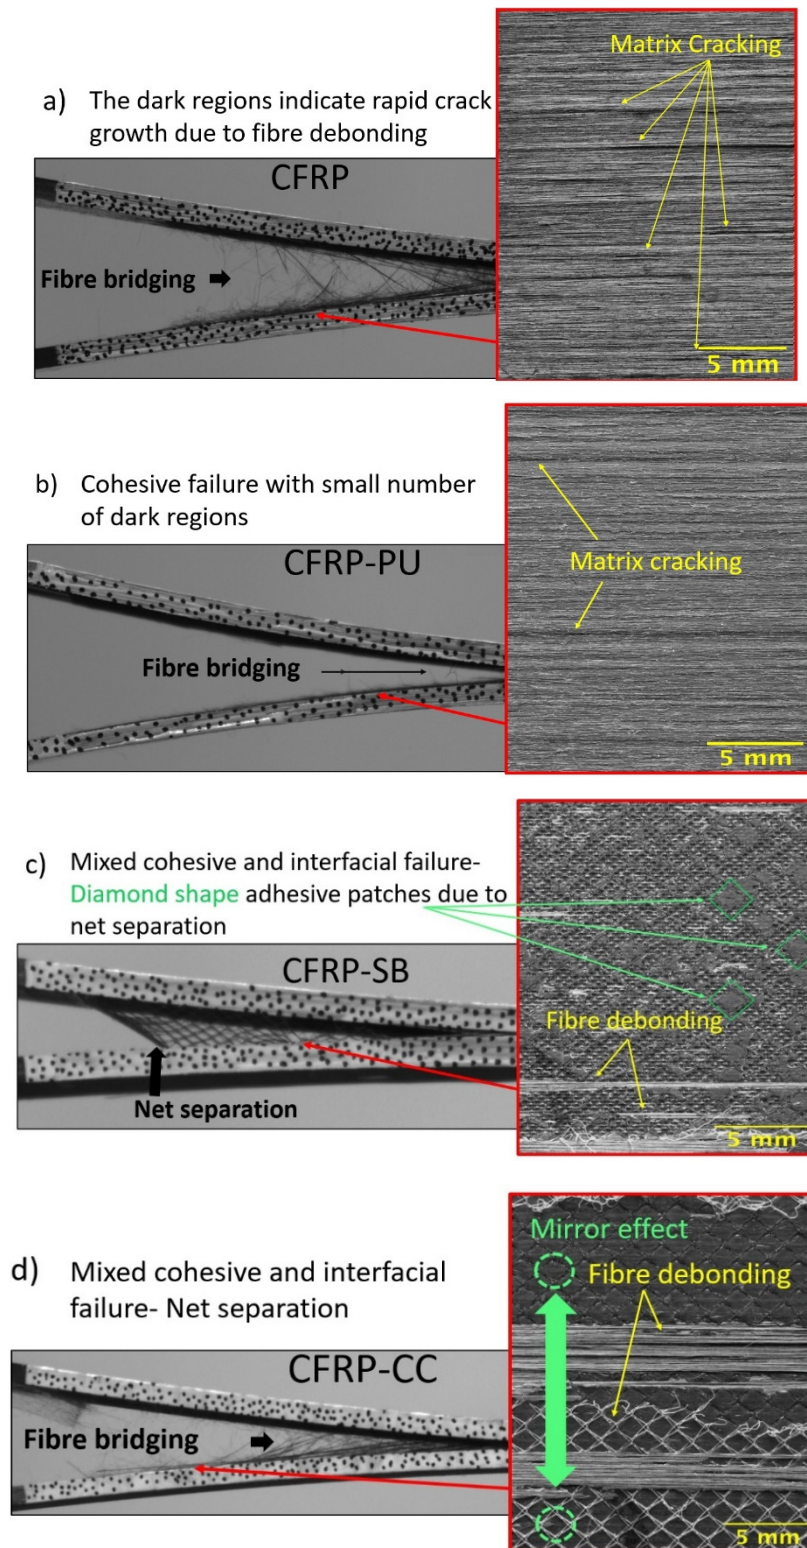 a) The dark regions indicate rapid crack
growth due to fibre debonding
CFRP
Fibre bridging
Matrix Cracking
5 mm
b) Cohesive failure with small number
of dark regions
CFRP-PU
Fibre bridging
Matrix cracking
5 mm
c) Mixed cohesive and interfacial failure-
Diamond shape adhesive patches due to
net separation
CFRP-SB
Net separation
Fibre debonding
5 mm
d) Mixed cohesive and interfacial
failure- Net separation
CFRP-CC
Fibre bridging
Mirror effect
Fibre debonding
5 mm